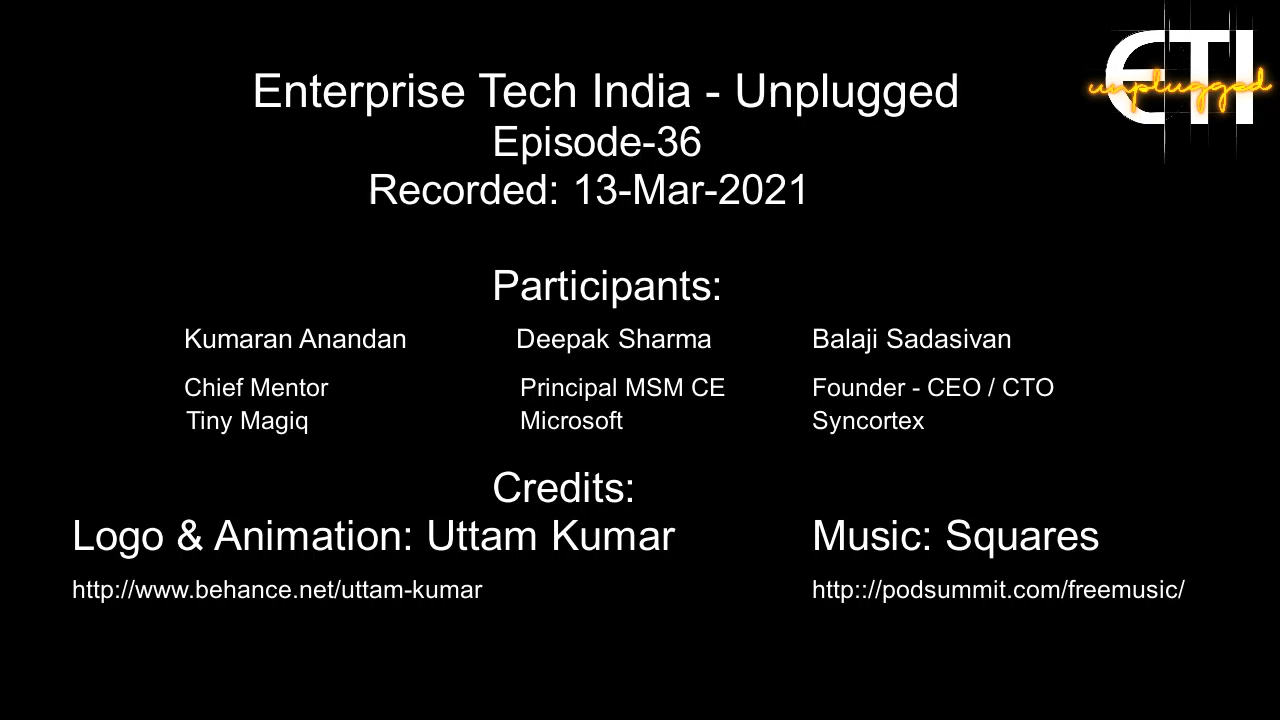 ETI
unplugged
Enterprise Tech India - Unplugged
Episode-36
Recorded: 13-Mar-2021
Participants:
Kumaran Anandan Deepak Sharma Balaji Sadasivan
Chief Mentor Principal MSM CE Founder - CEO / CTO
Tiny Magiq Microsoft Syncortex
Credits:
Logo & Animation: Uttam Kumar Music: Squares
http://www.behance.net/uttam-kumar http:://podsummit.com/freemusic/